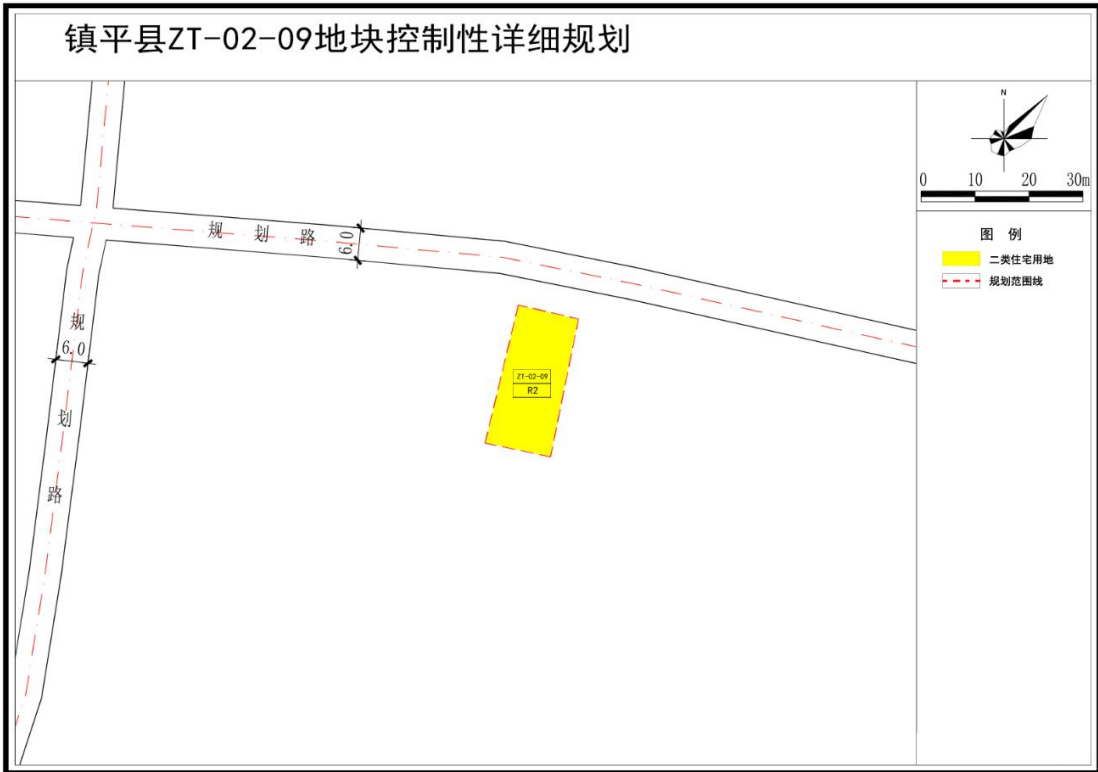 镇平县ZT-02-09地块控制性详细规划
N
0 10 20 30m
图 例
二类住宅用地
规划范围线
规 划 路
6.0
规
6.0
划
路
ZT-02-09
R2